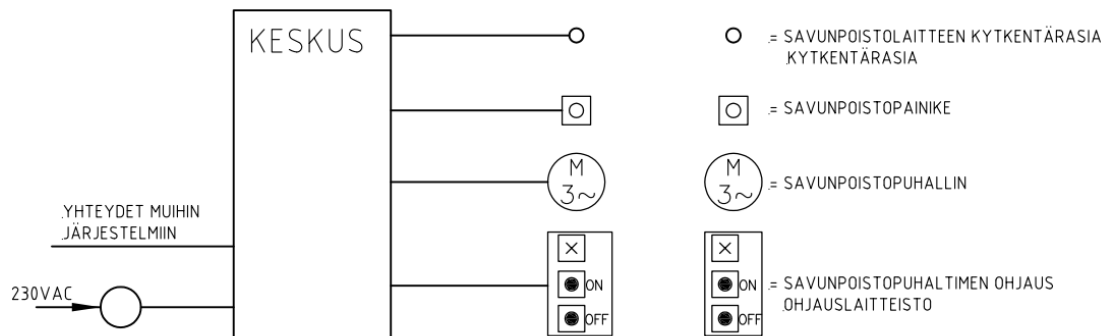 KESKUS
= SAVUNPOISTOLAITTEEN KYTKENTÄRASIA
KYTKENTÄRASIA
= SAVUNPOISTOPAINIKE
M
3~
M
3~
= SAVUNPOISTOPUHALLIN
YHTEYDET MUIHIN
JÄRJESTELMIIN
230VAC
ON
OFF
ON
OFF
= SAVUNPOISTOPUHALTIMEN OHJAUS
OHJAUSLAITTEISTO